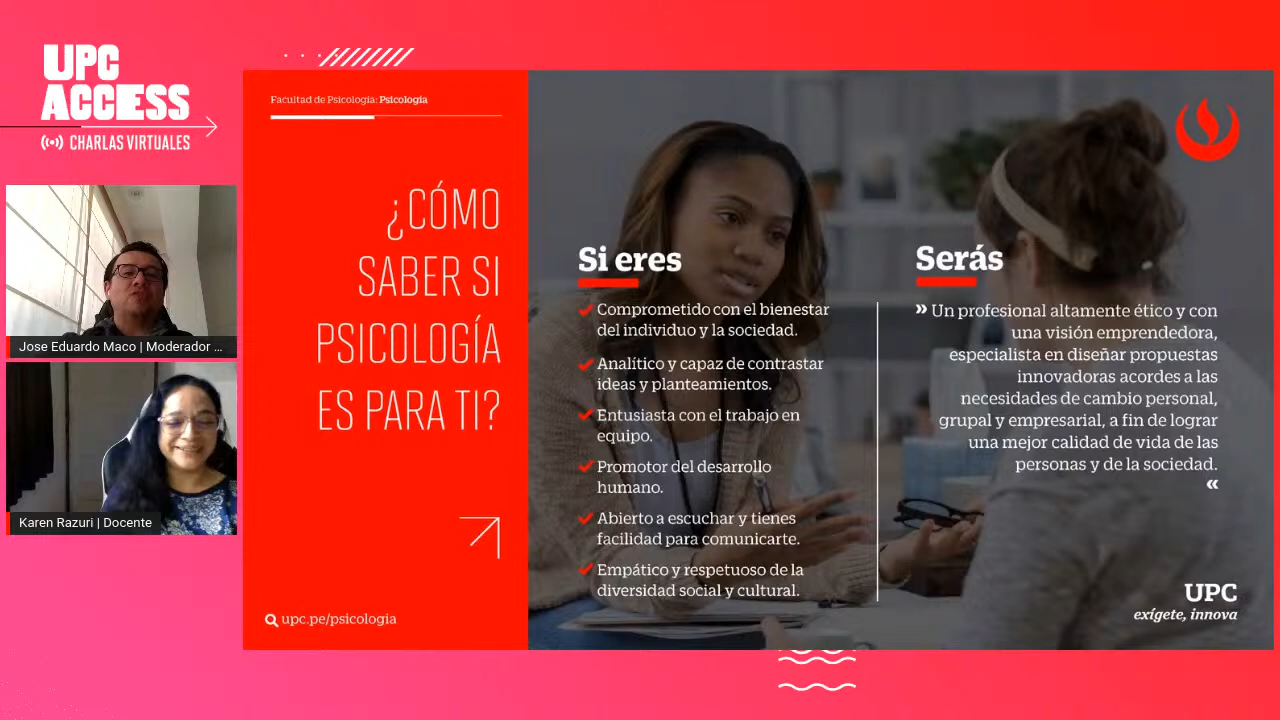 UPC
ACCESS
CHARLAS VIRTUALES
Jose Eduardo Maco | Moderador ...
Karen Razuri | Docente
Facultad de Psicología: Psicología
¿CÓMO
SABER SI
PSICOLOGÍA
ES PARA TI?
upc.pe/psicologia
Si eres
Comprometido con el bienestar
del individuo y la sociedad.
Analítico y capaz de contrastar
ideas y planteamientos.
Entusiasta con el trabajo en
equipo.
Promotor del desarrollo
humano.
Abierto a escuchar y tienes
facilidad para comunicarte.
Empático y respetuoso de la
diversidad social y cultural.
Serás
» Un profesional altamente ético y con
una visión emprendedora,
especialista en diseñar propuestas
innovadoras acordes a las
necesidades de cambio personal,
grupal y empresarial, a fin de lograr
una mejor calidad de vida de las
personas y de la sociedad.
«
UPC
exígete, innova